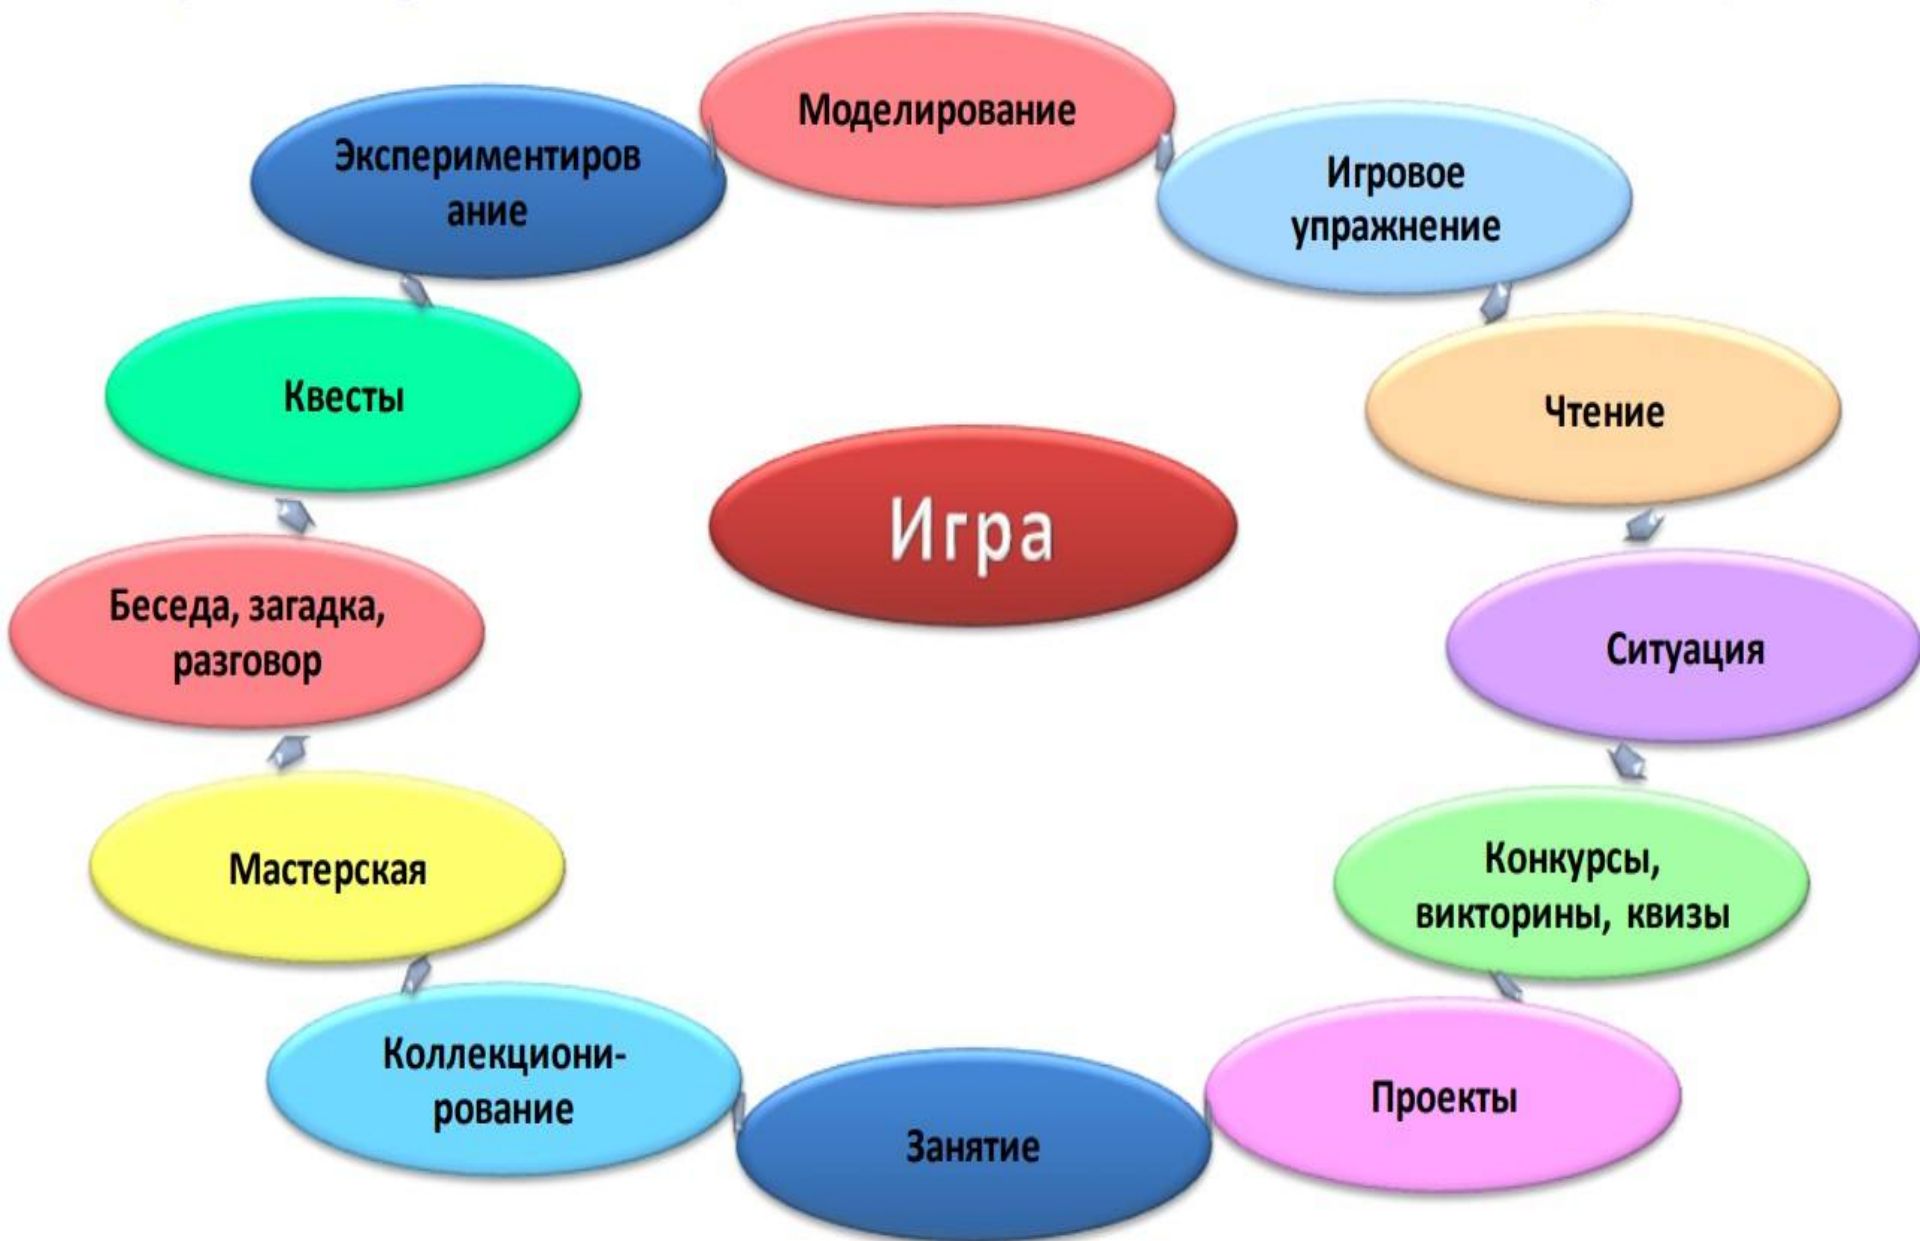 Моделирование
Игровое
упражнение
Чтение
Ситуация
Конкурсы,
викторины, квизы
Проекты
Занятие
Коллекциони-
рование
Мастерская
Беседа, загадка,
разговор
Квесты
Экспериментиров
ание
Игра